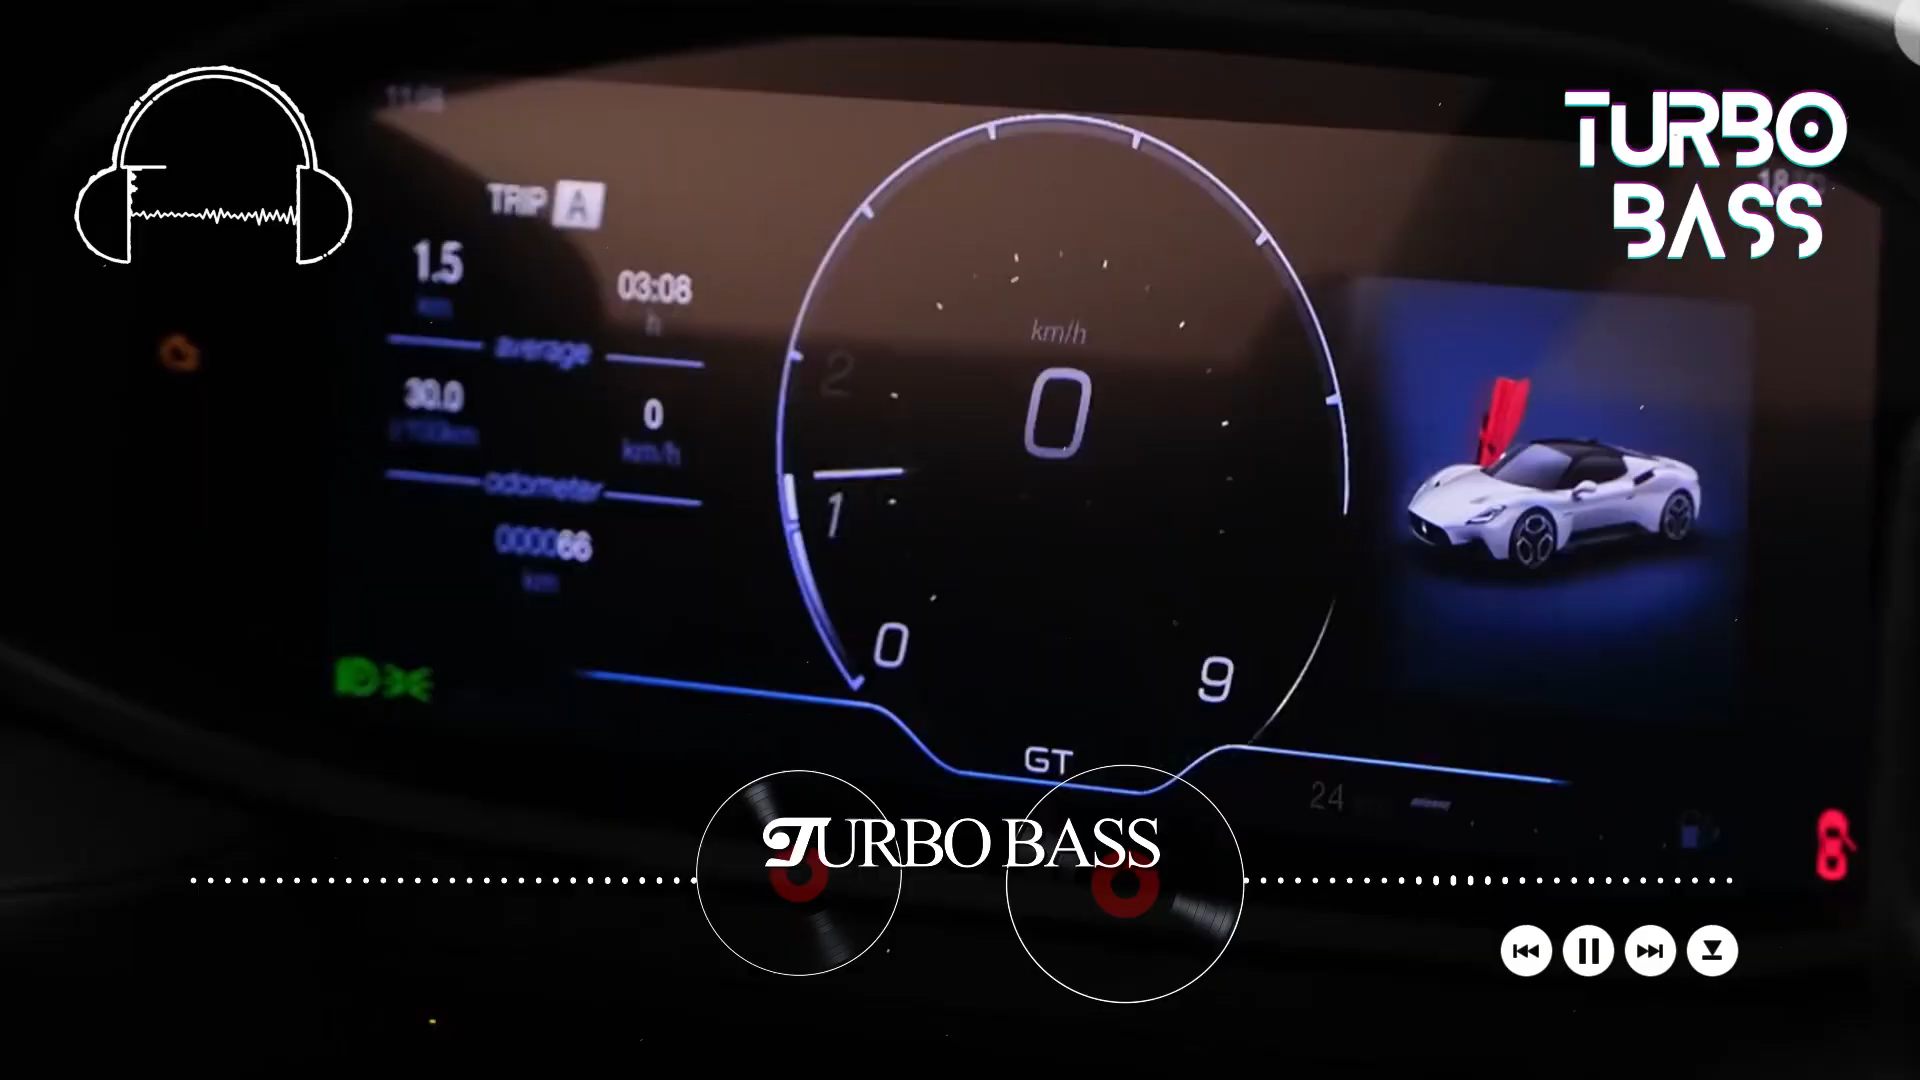 TURBO
BASS
TRIP A
1.5
km
03:08
h
average
30.0
0
km/h
odometer
000066
km
km/h
0
2
1
0
9
GT
24
TURBO BASS